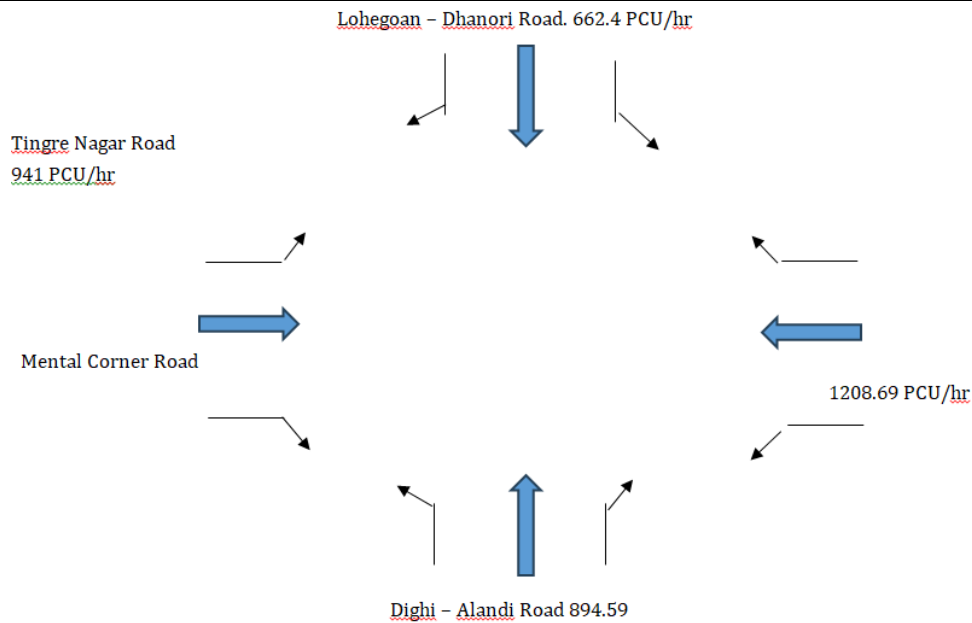 Lohegoan – Dhanori Road. 662.4 PCU/hr
Tingre Nagar Road
941 PCU/hr
Mental Corner Road
1208.69 PCU/hr
Dighi – Alandi Road 894.59